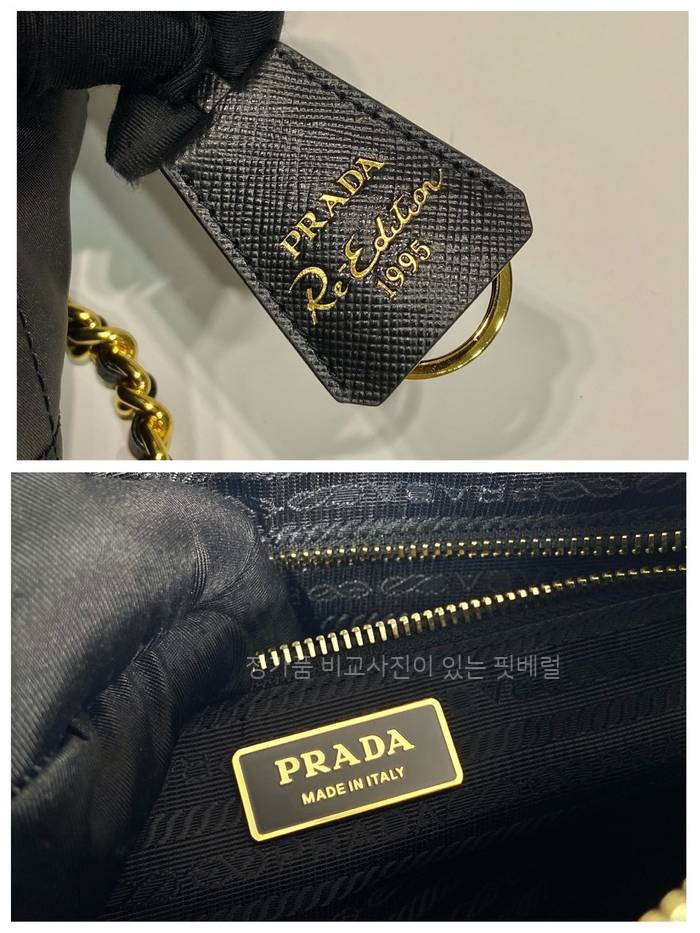 PRADA
Re-Edition
1995
정가품 비교사진이 있는 핏베럴
PRADA
MADE IN ITALY